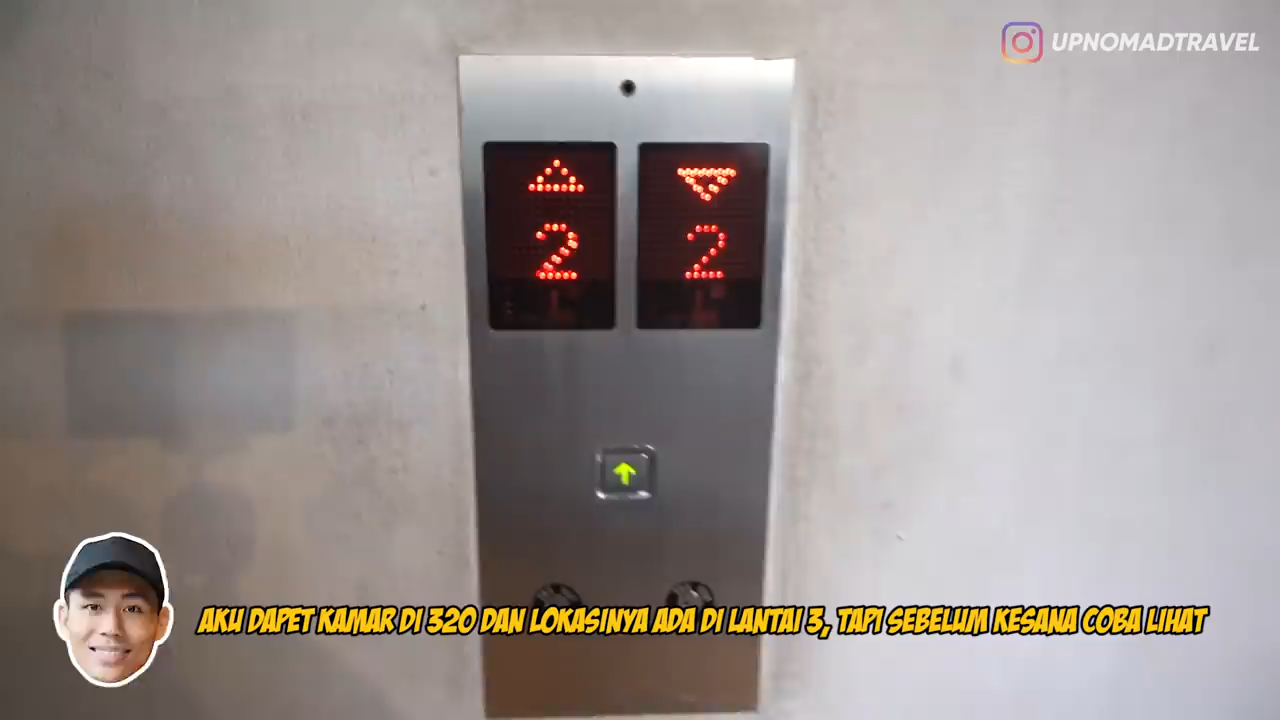 UPNOMADTRAVEL
2 2
AKU DAPET KAMAR DI 320 DAN LOKASINYA ADA DI LANTAI 3, TAPI SEBELUM KESANA COBA LIHAT